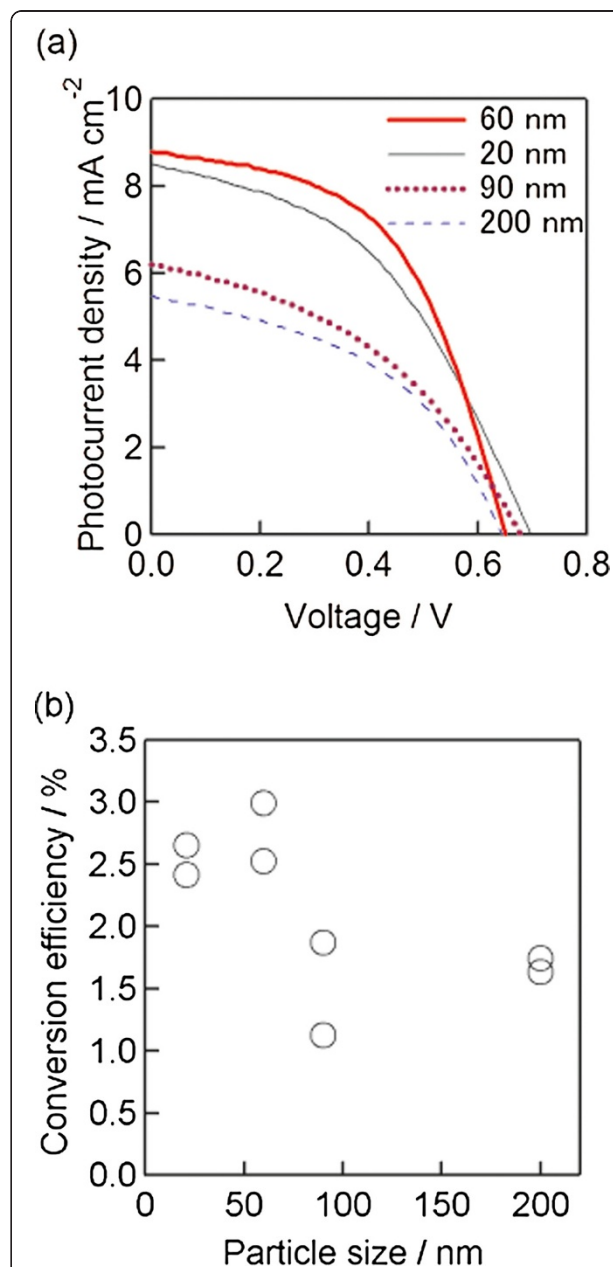 (a)
Photocurrent density / mA cm⁻²
10
8
6
4
2
0
60 nm
20 nm
90 nm
200 nm
0.0 0.2 0.4 0.6 0.8
Voltage / V
(b)
Conversion efficiency / %
3.5
3.0
2.5
2.0
1.5
1.0
0.5
0.0
0 50 100 150 200
Particle size / nm